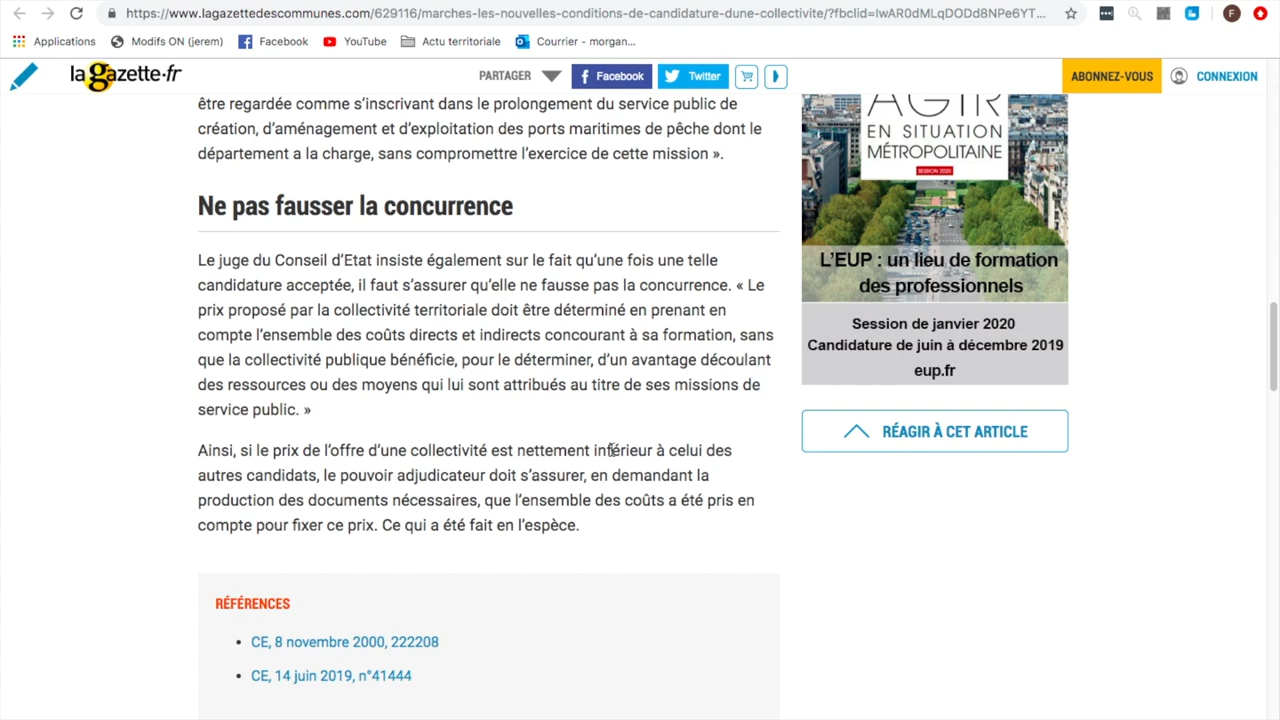 https://www.lagazettedescommunes.com/629116/marches-les-nouvelles-conditions-de-candidature-dune-collectivite/?fbclid=IwAR0dMLqDODd8NPe6YT...
F
Applications
Modifs ON (jerem)
Facebook
YouTube
Actu territoriale
Courrier - morgan...
la gazette.fr
PARTAGER
Facebook
Twitter
ABONNEZ-VOUS
CONNEXION
être regardée comme s’inscrivant dans le prolongement du service public de
création, d’aménagement et d’exploitation des ports maritimes de pêche dont le
département a la charge, sans compromettre l’exercice de cette mission ».
Ne pas fausser la concurrence
Le juge du Conseil d’Etat insiste également sur le fait qu’une fois une telle
candidature acceptée, il faut s’assurer qu’elle ne fausse pas la concurrence. « Le
prix proposé par la collectivité territoriale doit être déterminé en prenant en
compte l’ensemble des coûts directs et indirects concourant à sa formation, sans
que la collectivité publique bénéficie, pour le déterminer, d’un avantage découlant
des ressources ou des moyens qui lui sont attribués au titre de ses missions de
service public. »
Ainsi, si le prix de l’offre d’une collectivité est nettement inférieur à celui des
autres candidats, le pouvoir adjudicateur doit s’assurer, en demandant la
production des documents nécessaires, que l’ensemble des coûts a été pris en
compte pour fixer ce prix. Ce qui a été fait en l’espèce.
RÉFÉRENCES
CE, 8 novembre 2000, 222208
CE, 14 juin 2019, n°41444
AGIR
EN SITUATION
MÉTROPOLITAINE
SESSION 2020
L’EUP : un lieu de formation
des professionnels
Session de janvier 2020
Candidature de juin à décembre 2019
eup.fr
RÉAGIR À CET ARTICLE